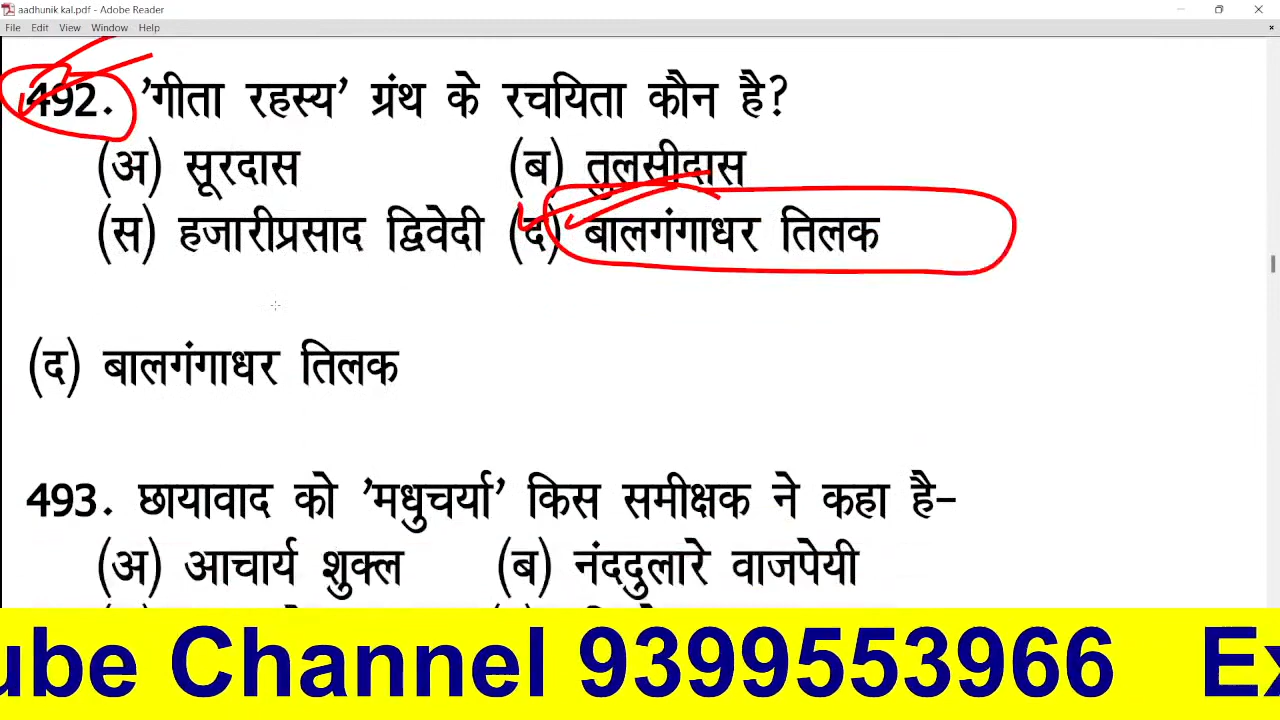 aadhunik kal.pdf - Adobe Reader
File Edit View Window Help
492. 'गीता रहस्य' ग्रंथ के रचयिता कौन है?
(अ) सूरदास (ब) तुलसीदास
(स) हजारीप्रसाद द्विवेदी (द) बालगंगाधर तिलक
(द) बालगंगाधर तिलक
493. छायावाद को 'मधुचर्या' किस समीक्षक ने कहा है-
(अ) आचार्य शुक्ल (ब) नंददुलारे वाजपेयी
ube Channel 9399553966 Ex